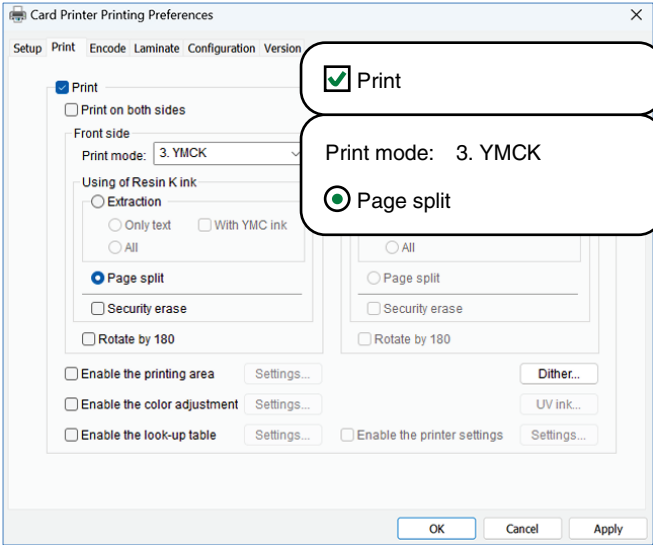 Card Printer Printing Preferences
Setup Print Encode Laminate Configuration Version
Print
Print on both sides
Front side
Print mode: 3. YMCK
Using of Resin K ink
Extraction
Only text With YMC ink
All
Page split
Security erase
Rotate by 180
Print
Print mode: 3. YMCK
Page split
All
Page split
Security erase
Rotate by 180
Enable the printing area Settings... Dither...
Enable the color adjustment Settings... UV ink...
Enable the look-up table Settings... Enable the printer settings Settings...
OK Cancel Apply